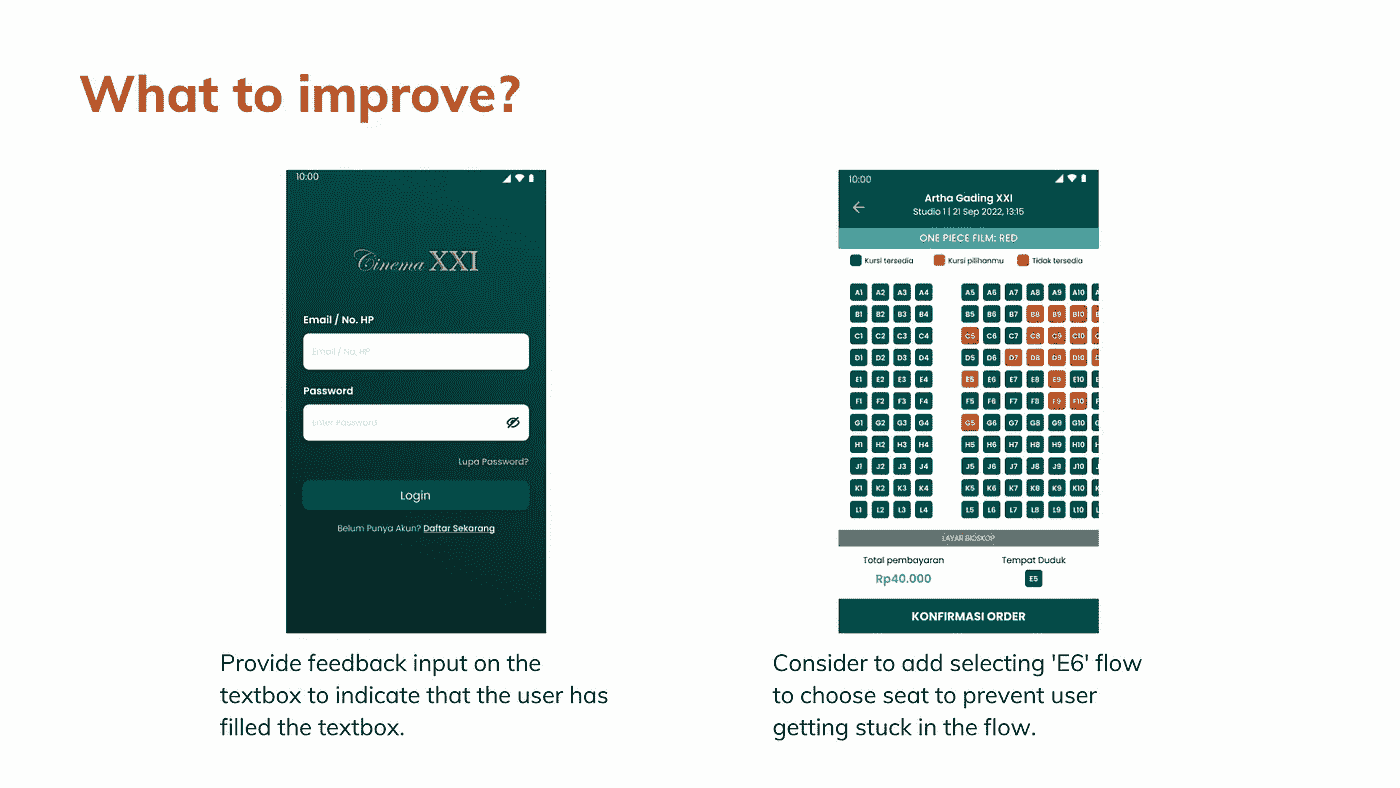 What to improve?
10:00
Cinema XXI
Email / No. HP
Email / No, HP
Password
Enter Password
Lupa Password?
Login
Belum Punya Akun? Daftar Sekarang
Provide feedback input on the
textbox to indicate that the user has
filled the textbox.
10:00
Artha Gading XXI
Studio 1 | 21 Sep 2022, 13:15
ONE PIECE FILM: RED
Kursi tersedia Kursi pilihanmu Tidak tersedia
A1 A2 A3 A4 A5 A6 A7 A8 A9 A10
B1 B2 B3 B4 B5 B6 B7 B8 B9 B10
C1 C2 C3 C4 C5 C6 C7 C8 C9 C10
D1 D2 D3 D4 D5 D6 D7 D8 D9 D10
E1 E2 E3 E4 E5 E6 E7 E8 E9 E10
F1 F2 F3 F4 F5 F6 F7 F8 F9 F10
G1 G2 G3 G4 G5 G6 G7 G8 G9 G10
H1 H2 H3 H4 H5 H6 H7 H8 H9 H10
J1 J2 J3 J4 J5 J6 J7 J8 J9 J10
K1 K2 K3 K4 K5 K6 K7 K8 K9 K10
L1 L2 L3 L4 L5 L6 L7 L8 L9 L10
LAYAR BIOSKOP
Total pembayaran Tempat Duduk
Rp40.000 E5
KONFIRMASI ORDER
Consider to add selecting 'E6' flow
to choose seat to prevent user
getting stuck in the flow.